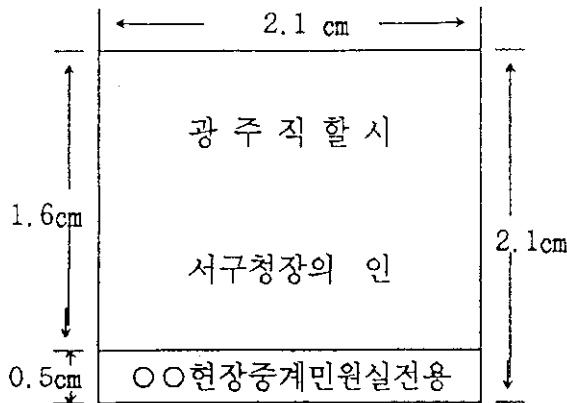 2.1 cm
광 주 직 할 시
1.6cm
2.1cm
서구청장의 인
0.5cm
○○현장중계민원실전용